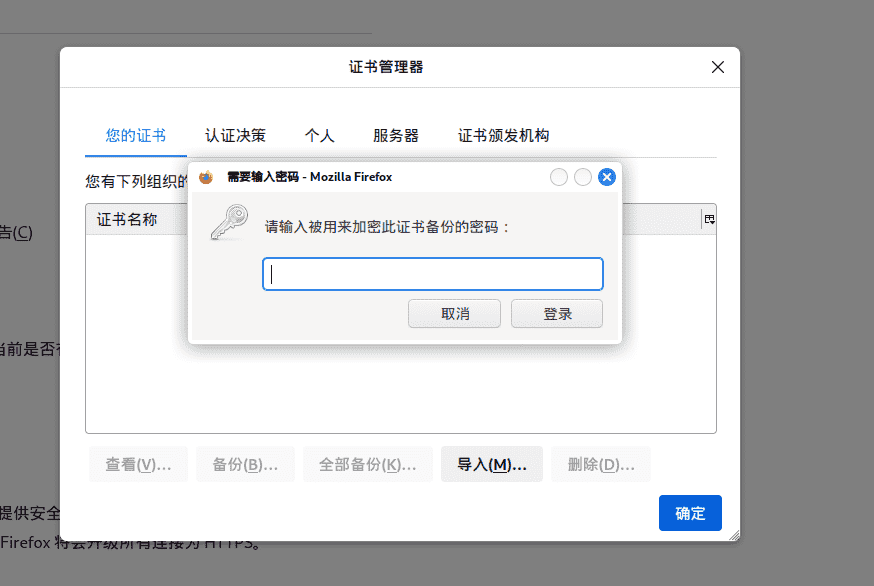 证书管理器
您的证书 认证决策 个人 服务器 证书颁发机构
需要输入密码 - Mozilla Firefox
您有下列组织的
证书名称
请输入被用来加密此证书备份的密码：
告(C)
取消 登录
当前是否
查看(V)... 备份(B)... 全部备份(K)... 导入(M)... 删除(D)...
提供安全
确定
Firefox 将会升级所有连接为 HTTPS。